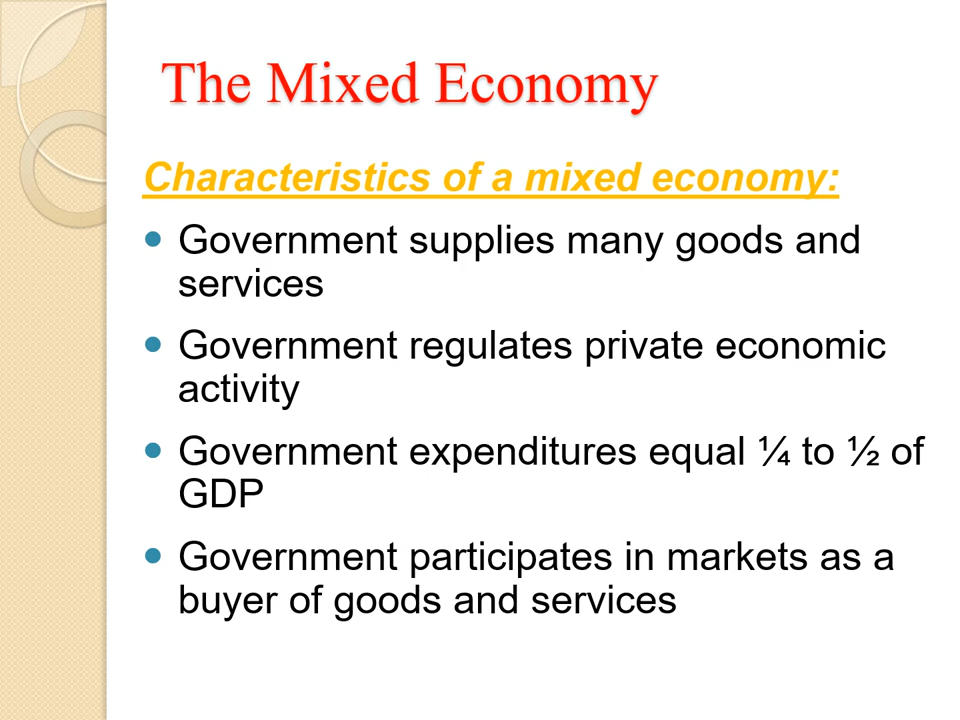 The Mixed Economy
Characteristics of a mixed economy:
• Government supplies many goods and
services
• Government regulates private economic
activity
• Government expenditures equal ¼ to ½ of
GDP
• Government participates in markets as a
buyer of goods and services